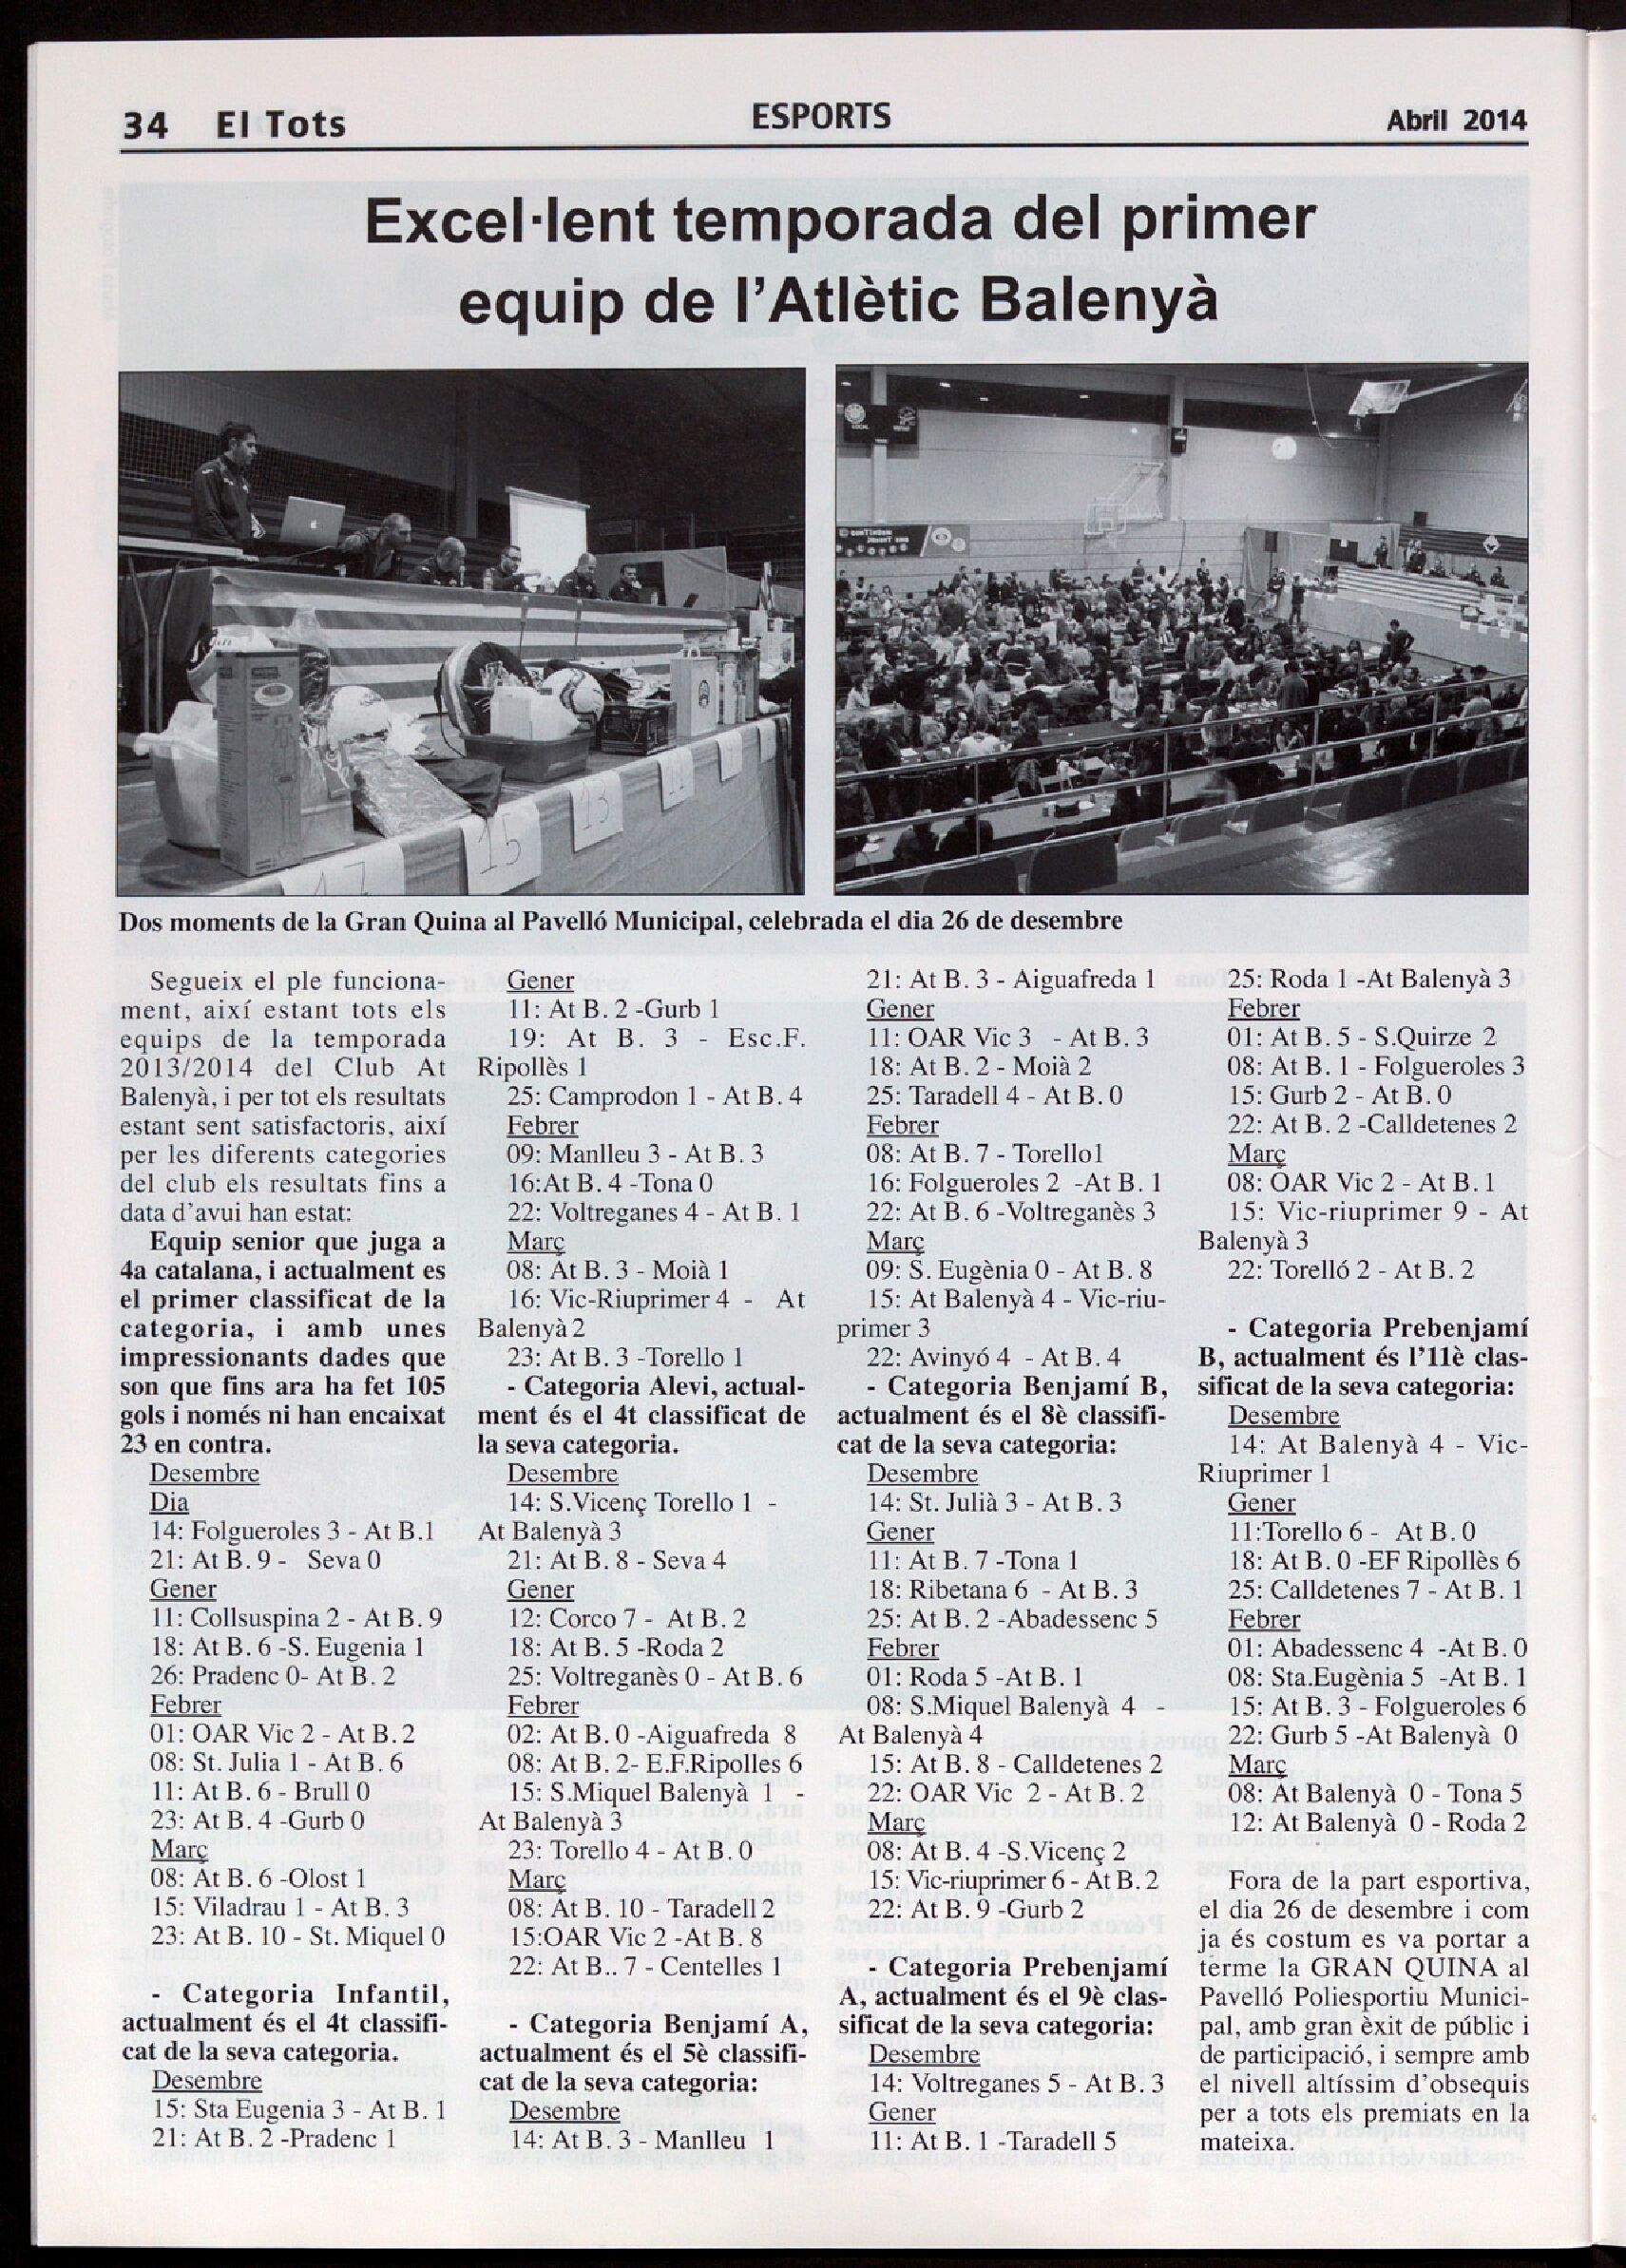 34 El Tots
ESPORTS
Abril 2014
Excel·lent temporada del primer
equip de l'Atlètic Balenyà
17
15
13
11
Dos moments de la Gran Quina al Pavelló Municipal, celebrada el dia 26 de desembre
Segueix el ple funciona-
ment, així estant tots els
equips de la temporada
2013/2014 del Club At
Balenyà, i per tot els resultats
estant sent satisfactoris, així
per les diferents categories
del club els resultats fins a
data d'avui han estat:
Equip senior que juga a
4a catalana, i actualment es
el primer classificat de la
categoria, i amb unes
impressionants dades que
son que fins ara ha fet 105
gols i només ni han encaixat
23 en contra.
Desembre
Dia
14: Folgueroles 3 - At B.1
21: At B. 9 - Seva 0
Gener
11: Collsuspina 2 - At B. 9
18: At B. 6 -S. Eugenia 1
26: Pradenc 0- At B. 2
Febrer
01: OAR Vic 2 - At B. 2
08: St. Julia 1 - At B. 6
11: At B. 6 - Brull 0
23: At B. 4 -Gurb 0
Març
08: At B. 6 -Olost 1
15: Viladrau 1 - At B. 3
23: At B. 10 - St. Miquel 0
- Categoria Infantil,
actualment és el 4t classifi-
cat de la seva categoria.
Desembre
15: Sta Eugenia 3 - At B. 1
21: At B. 2 -Pradenc 1
Gener
11: At B. 2 -Gurb 1
19: At B. 3 - Esc.F.
Ripollès 1
25: Camprodon 1 - At B. 4
Febrer
09: Manlleu 3 - At B. 3
16:At B. 4 -Tona 0
22: Voltreganes 4 - At B. 1
Març
08: At B. 3 - Moià 1
16: Vic-Riuprimer 4 - At
Balenyà 2
23: At B. 3 -Torello 1
- Categoria Alevi, actual-
ment és el 4t classificat de
la seva categoria.
Desembre
14: S.Vicenç Torello 1 -
At Balenyà 3
21: At B. 8 - Seva 4
Gener
12: Corco 7 - At B. 2
18: At B. 5 -Roda 2
25: Voltreganès 0 - At B. 6
Febrer
02: At B. 0 -Aiguafreda 8
08: At B. 2- E.F.Ripolles 6
15: S.Miquel Balenyà 1 -
At Balenyà 3
23: Torello 4 - At B. 0
Març
08: At B. 10 - Taradell 2
15:OAR Vic 2 -At B. 8
22: At B.. 7 - Centelles 1
- Categoria Benjamí A,
actualment és el 5è classifi-
cat de la seva categoria:
Desembre
14: At B. 3 - Manlleu 1
21: At B. 3 - Aiguafreda 1
Gener
11: OAR Vic 3 - At B. 3
18: At B. 2 - Moià 2
25: Taradell 4 - At B. 0
Febrer
08: At B. 7 - Torello1
16: Folgueroles 2 -At B. 1
22: At B. 6 -Voltreganès 3
Març
09: S. Eugènia 0 - At B. 8
15: At Balenyà 4 - Vic-riu-
primer 3
22: Avinyó 4 - At B. 4
- Categoria Benjamí B,
actualment és el 8è classifi-
cat de la seva categoria:
Desembre
14: St. Julià 3 - At B. 3
Gener
11: At B. 7 -Tona 1
18: Ribetana 6 - At B. 3
25: At B. 2 -Abadessenc 5
Febrer
01: Roda 5 -At B. 1
08: S.Miquel Balenyà 4 -
At Balenyà 4
15: At B. 8 - Calldetenes 2
22: OAR Vic 2 - At B. 2
Març
08: At B. 4 -S.Vicenç 2
15: Vic-riuprimer 6 - At B. 2
22: At B. 9 -Gurb 2
- Categoria Prebenjamí
A, actualment és el 9è clas-
sificat de la seva categoria:
Desembre
14: Voltreganes 5 - At B. 3
Gener
11: At B. 1 -Taradell 5
25: Roda 1 -At Balenyà 3
Febrer
01: At B. 5 - S.Quirze 2
08: At B. 1 - Folgueroles 3
15: Gurb 2 - At B. 0
22: At B. 2 -Calldetenes 2
Març
08: OAR Vic 2 - At B. 1
15: Vic-riuprimer 9 - At
Balenyà 3
22: Torelló 2 - At B. 2
- Categoria Prebenjamí
B, actualment és l'11è clas-
sificat de la seva categoria:
Desembre
14: At Balenyà 4 - Vic-
Riuprimer 1
Gener
11:Torello 6 - At B. 0
18: At B. 0 -EF Ripollès 6
25: Calldetenes 7 - At B. 1
Febrer
01: Abadessenc 4 -At B. 0
08: Sta.Eugènia 5 -At B. 1
15: At B. 3 - Folgueroles 6
22: Gurb 5 -At Balenyà 0
Març
08: At Balenyà 0 - Tona 5
12: At Balenyà 0 - Roda 2
Fora de la part esportiva,
el dia 26 de desembre i com
ja és costum es va portar a
terme la GRAN QUINA al
Pavelló Poliesportiu Munici-
pal, amb gran èxit de públic i
de participació, i sempre amb
el nivell altíssim d'obsequis
per a tots els premiats en la
mateixa.